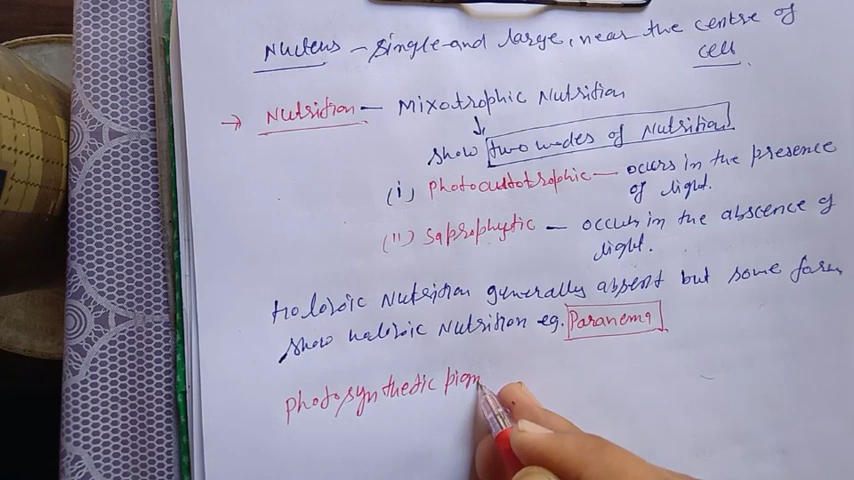 Nucleus - single and large, near the centre of
cell.
→ Nutrition - Mixotrophic Nutrition
↓
show two modes of Nutrition
(i) Photoautotrophic - occurs in the presence
of light.
(ii) Saprophytic - occurs in the abscence of
light.
Holozoic Nutrition generally absent but some form
show holozoic Nutrition eg. Paranema
Photosynthetic pigm